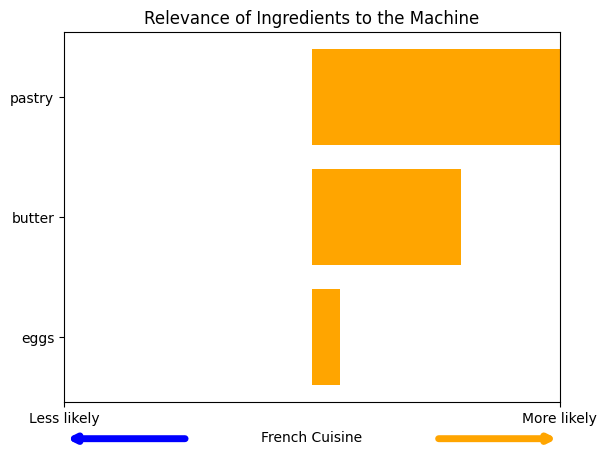 Relevance of Ingredients to the Machine
pastry
butter
eggs
Less likely
More likely
French Cuisine